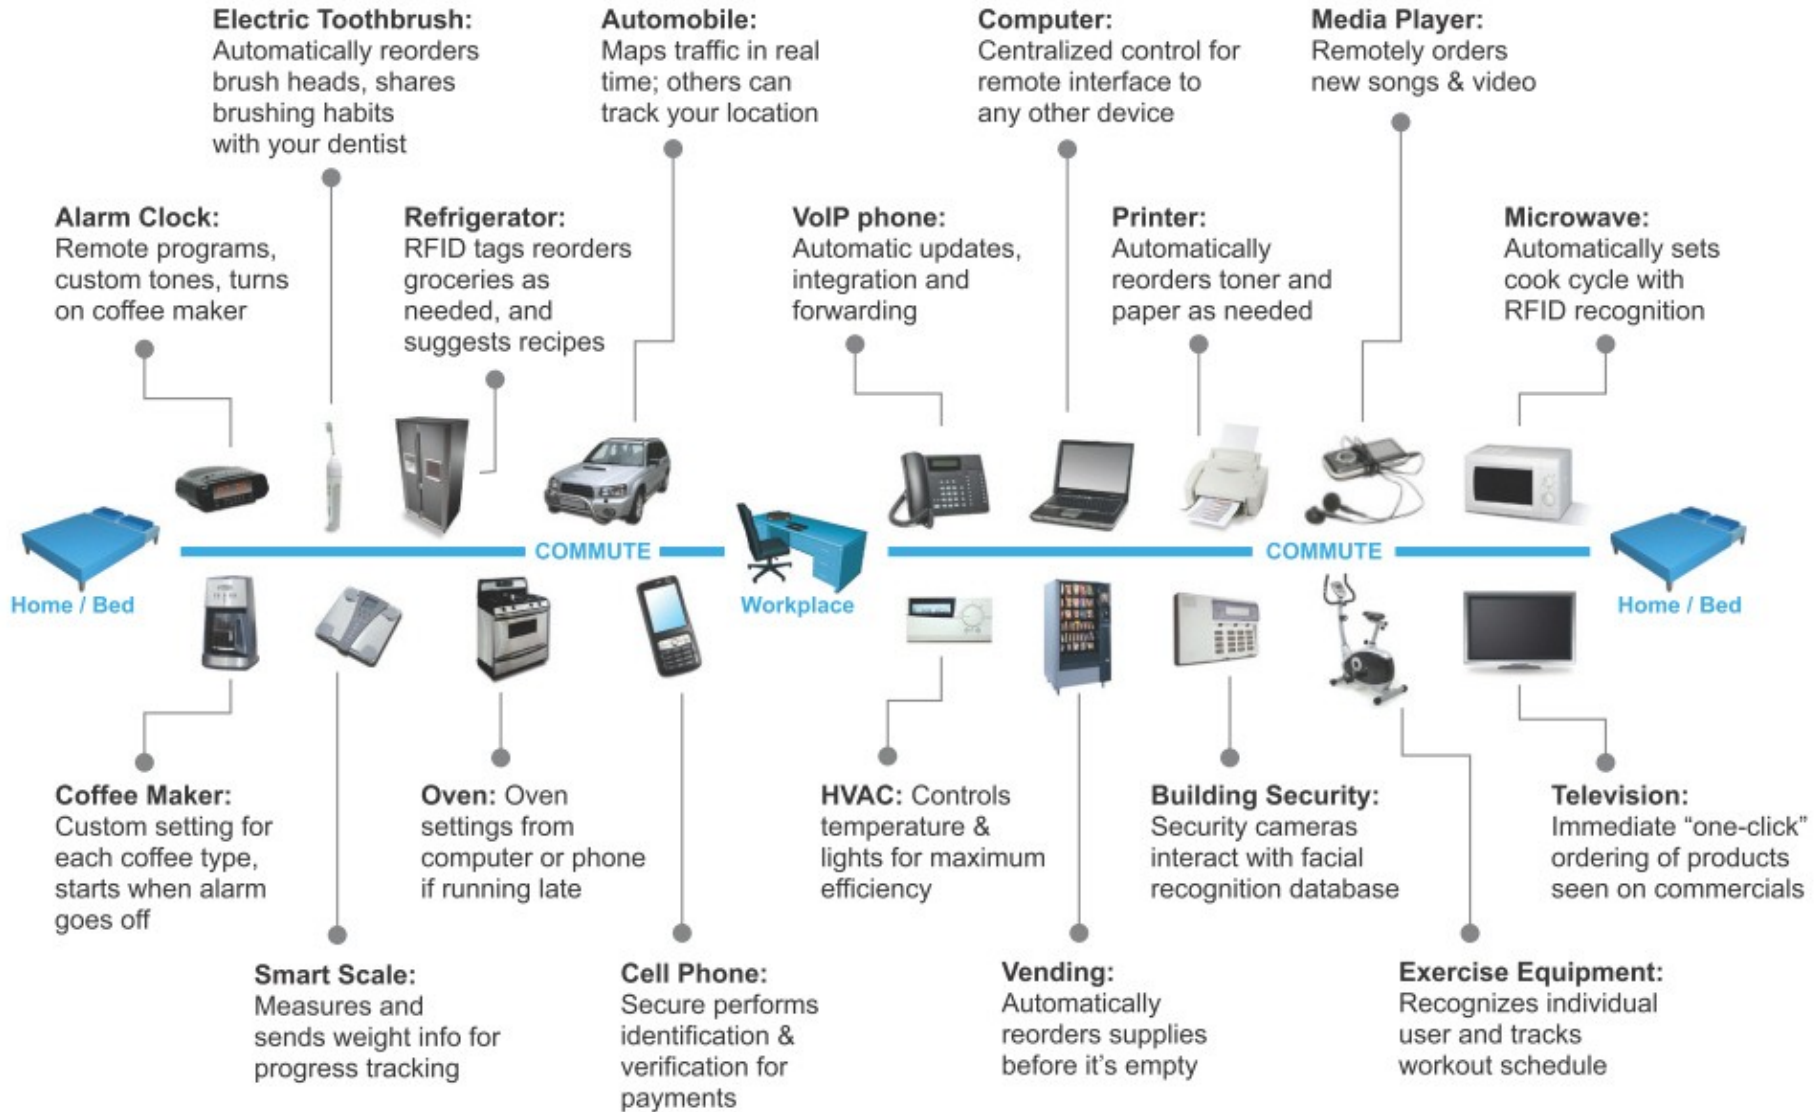 Electric Toothbrush:
Automatically reorders
brush heads, shares
brushing habits
with your dentist
Automobile:
Maps traffic in real
time; others can
track your location
Computer:
Centralized control for
remote interface to
any other device
Media Player:
Remotely orders
new songs & video
Alarm Clock:
Remote programs,
custom tones, turns
on coffee maker
Refrigerator:
RFID tags reorders
groceries as
needed, and
suggests recipes
VoIP phone:
Automatic updates,
integration and
forwarding
Printer:
Automatically
reorders toner and
paper as needed
Microwave:
Automatically sets
cook cycle with
RFID recognition
Home / Bed
COMMUTE
Workplace
COMMUTE
Home / Bed
Coffee Maker:
Custom setting for
each coffee type,
starts when alarm
goes off
Oven: Oven
settings from
computer or phone
if running late
HVAC: Controls
temperature &
lights for maximum
efficiency
Building Security:
Security cameras
interact with facial
recognition database
Television:
Immediate “one-click”
ordering of products
seen on commercials
Smart Scale:
Measures and
sends weight info for
progress tracking
Cell Phone:
Secure performs
identification &
verification for
payments
Vending:
Automatically
reorders supplies
before it’s empty
Exercise Equipment:
Recognizes individual
user and tracks
workout schedule